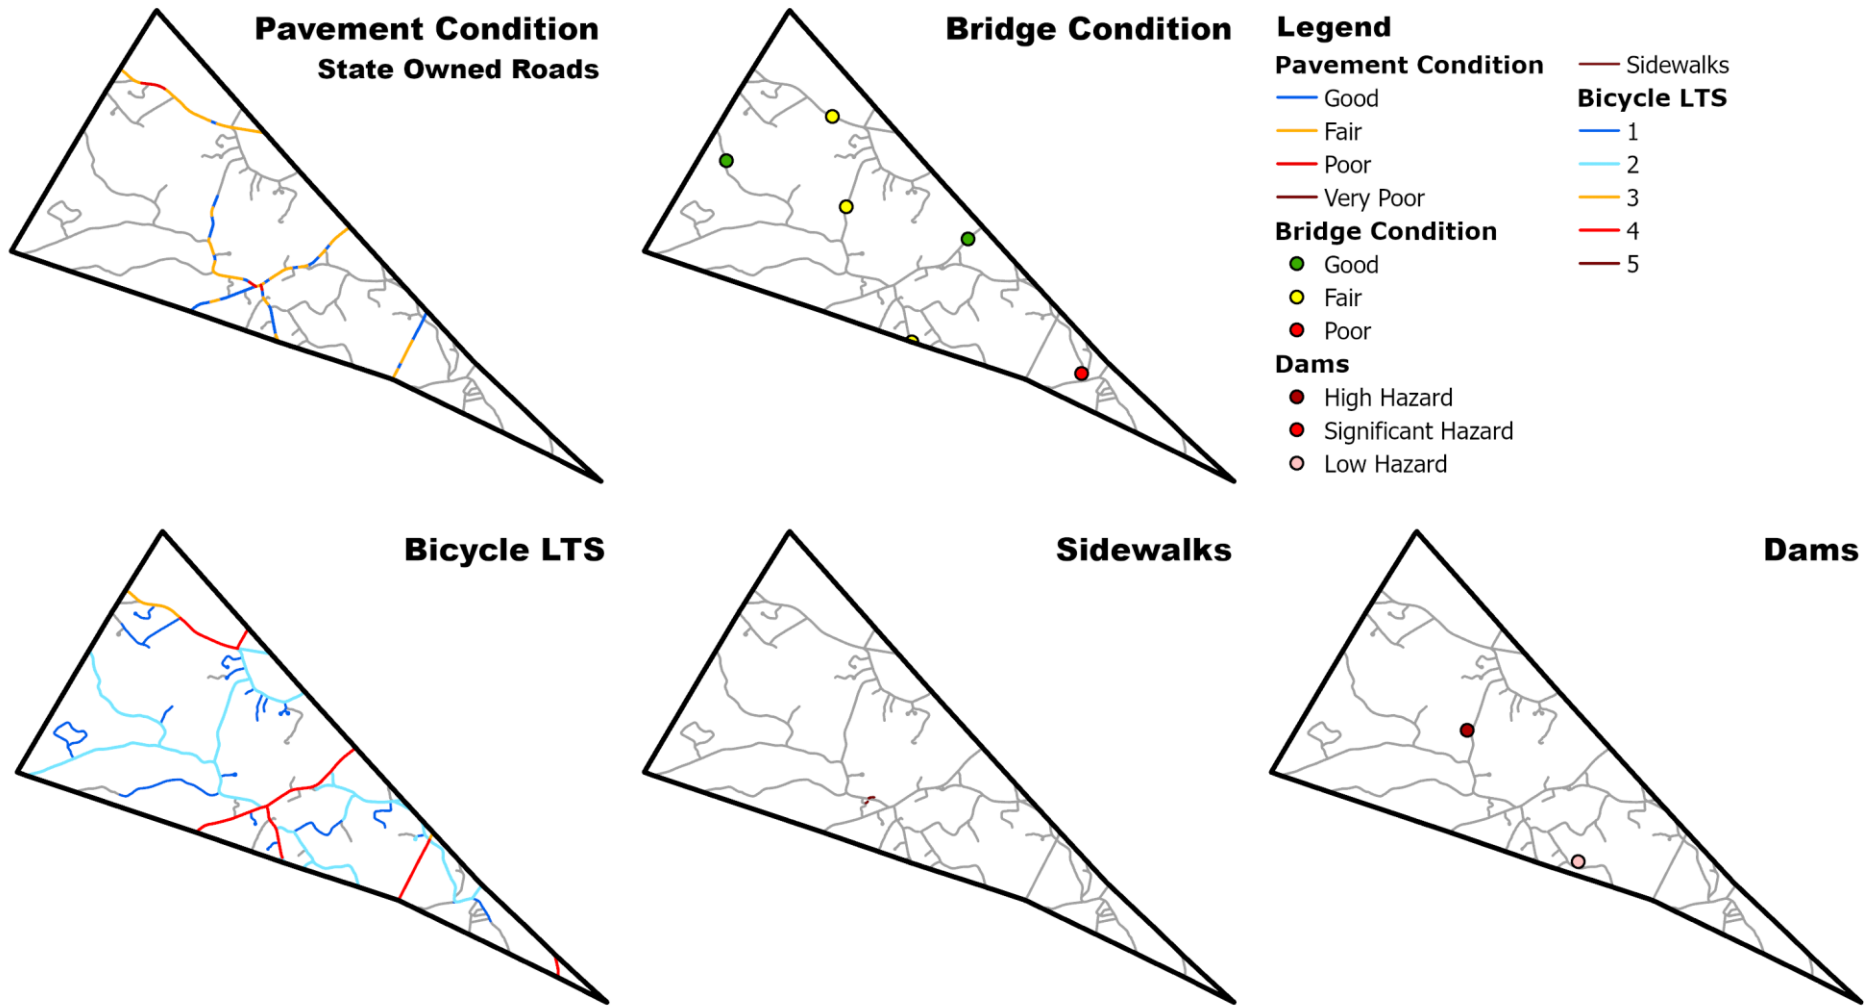 Pavement Condition
State Owned Roads
Bridge Condition
Legend
Pavement Condition
Good
Fair
Poor
Very Poor
Bridge Condition
Good
Fair
Poor
Dams
High Hazard
Significant Hazard
Low Hazard
Sidewalks
Bicycle LTS
1
2
3
4
5
Bicycle LTS
Sidewalks
Dams